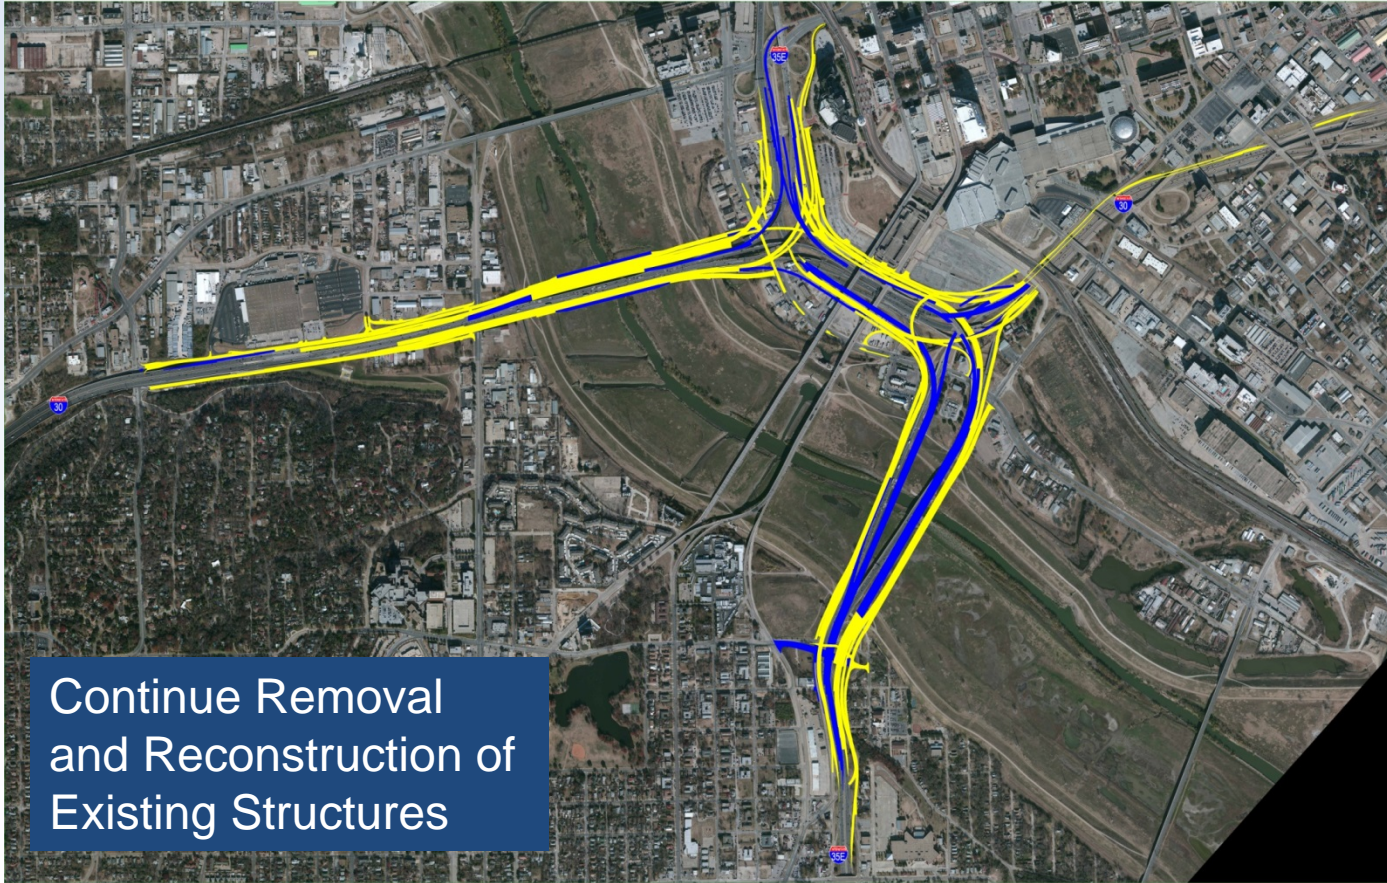 35E
30
30
Continue Removal
and Reconstruction of
Existing Structures
35E